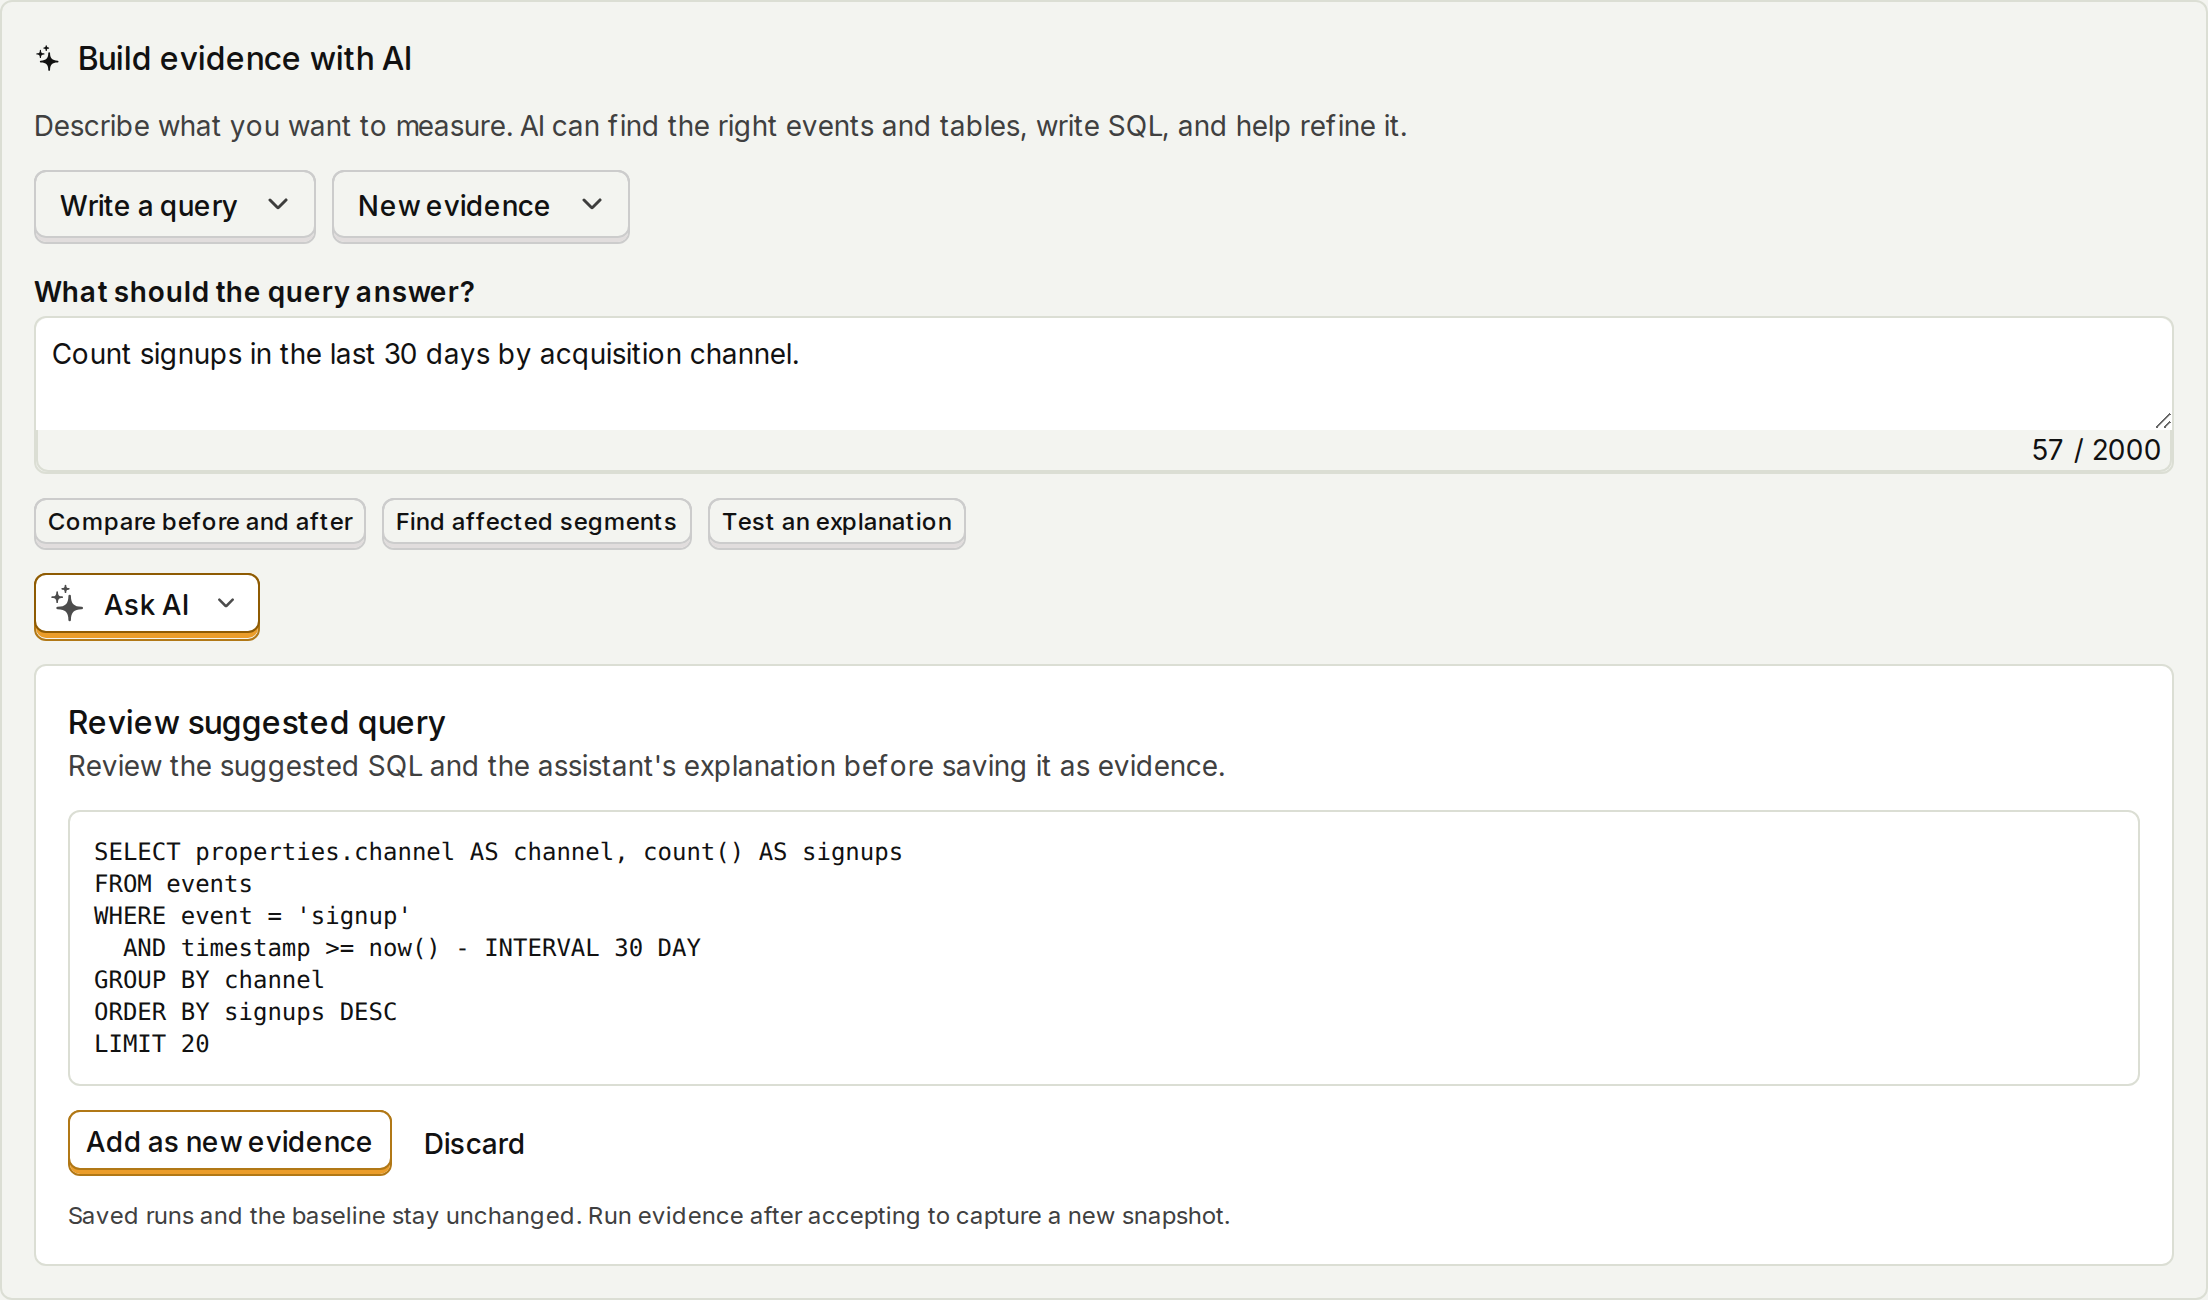 Build evidence with AI
Describe what you want to measure. AI can find the right events and tables, write SQL, and help refine it.
Write a query
New evidence
What should the query answer?
Count signups in the last 30 days by acquisition channel.
57 / 2000
Compare before and after
Find affected segments
Test an explanation
Ask AI
Review suggested query
Review the suggested SQL and the assistant's explanation before saving it as evidence.
SELECT properties.channel AS channel, count() AS signups
FROM events
WHERE event = 'signup'
  AND timestamp >= now() - INTERVAL 30 DAY
GROUP BY channel
ORDER BY signups DESC
LIMIT 20
Add as new evidence
Discard
Saved runs and the baseline stay unchanged. Run evidence after accepting to capture a new snapshot.